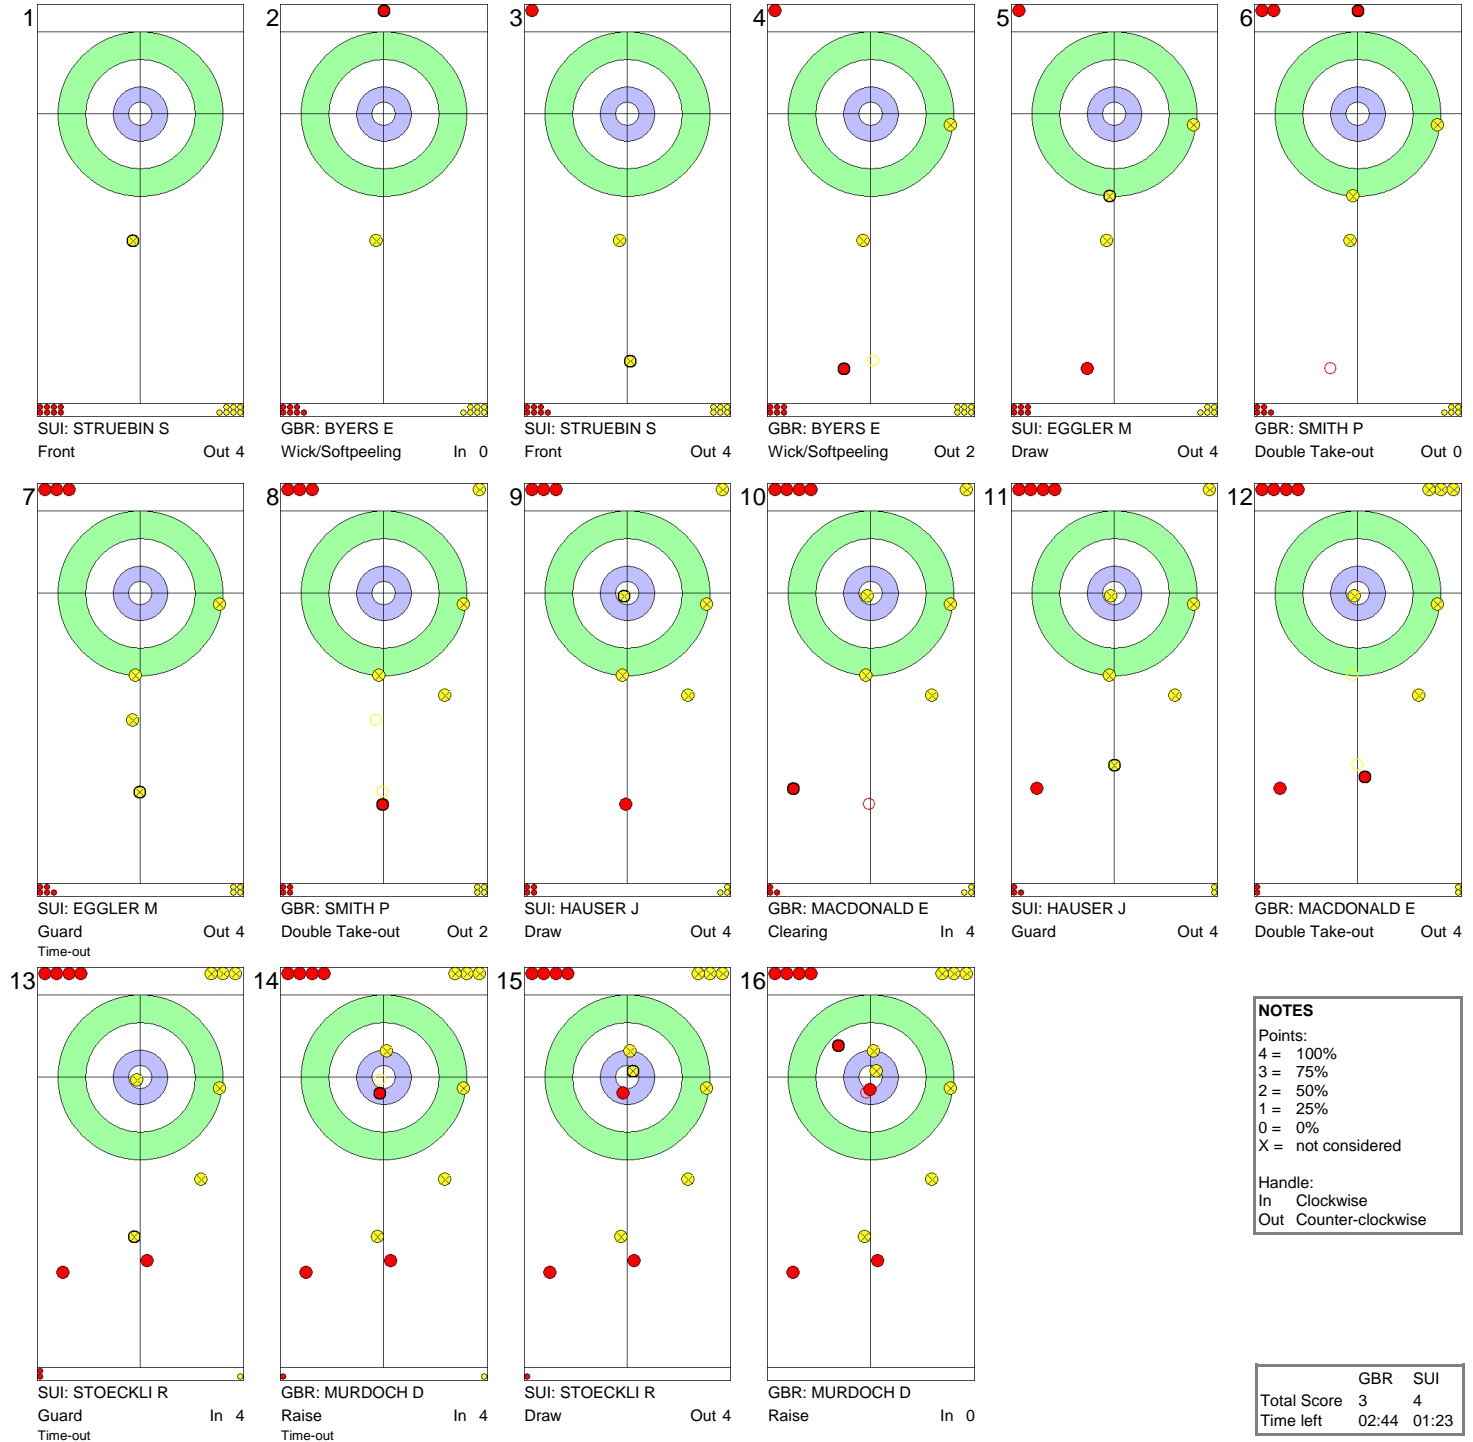 1
2
3
4
5
6
SUI: STRUEBIN S
Front Out 4
GBR: BYERS E
Wick/Softpeeling In 0
SUI: STRUEBIN S
Front Out 4
GBR: BYERS E
Wick/Softpeeling Out 2
SUI: EGGLER M
Draw Out 4
GBR: SMITH P
Double Take-out Out 0
7
8
9
10
11
12
SUI: EGGLER M
Guard Out 4
Time-out
GBR: SMITH P
Double Take-out Out 2
SUI: HAUSER J
Draw Out 4
GBR: MACDONALD E
Clearing In 4
SUI: HAUSER J
Guard Out 4
GBR: MACDONALD E
Double Take-out Out 4
13
14
15
16
SUI: STOECKLI R
Guard In 4
Time-out
GBR: MURDOCH D
Raise In 4
Time-out
SUI: STOECKLI R
Draw Out 4
GBR: MURDOCH D
Raise In 0
NOTES
Points:
4 = 100%
3 = 75%
2 = 50%
1 = 25%
0 = 0%
X = not considered
Handle:
In Clockwise
Out Counter-clockwise
GBR SUI
Total Score 3 4
Time left 02:44 01:23